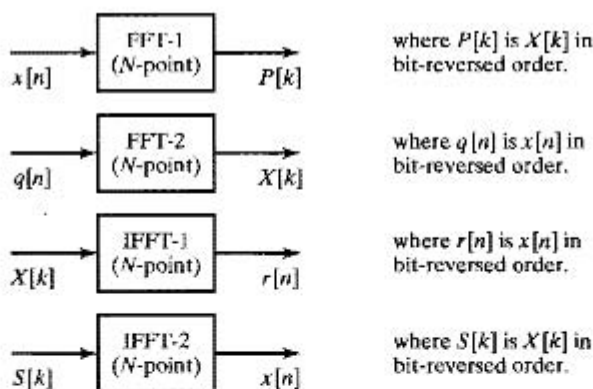 FFT-1
(N-point)
x[n]
P[k]
where P[k] is X[k] in
bit-reversed order.
FFT-2
(N-point)
q[n]
X[k]
where q[n] is x[n] in
bit-reversed order.
IFFT-1
(N-point)
X[k]
r[n]
where r[n] is x[n] in
bit-reversed order.
IFFT-2
(N-point)
S[k]
x[n]
where S[k] is X[k] in
bit-reversed order.